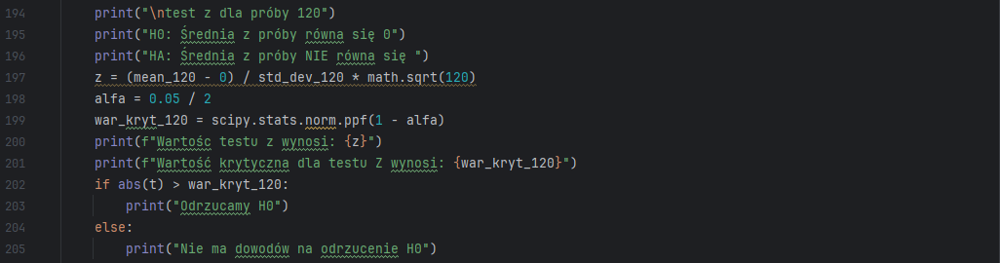 194 print("\ntest z dla próby 120")
195 print("H0: Średnia z próby równa się 0")
196 print("HA: Średnia z próby NIE równa się ")
197 z = (mean_120 - 0) / std_dev_120 * math.sqrt(120)
198 alfa = 0.05 / 2
199 war_kryt_120 = scipy.stats.norm.ppf(1 - alfa)
200 print(f"Wartośc testu z wynosi: {z}")
201 print(f"Wartość krytyczna dla testu Z wynosi: {war_kryt_120}")
202 if abs(t) > war_kryt_120:
203 print("Odrzucamy H0")
204 else:
205 print("Nie ma dowodów na odrzucenie H0")